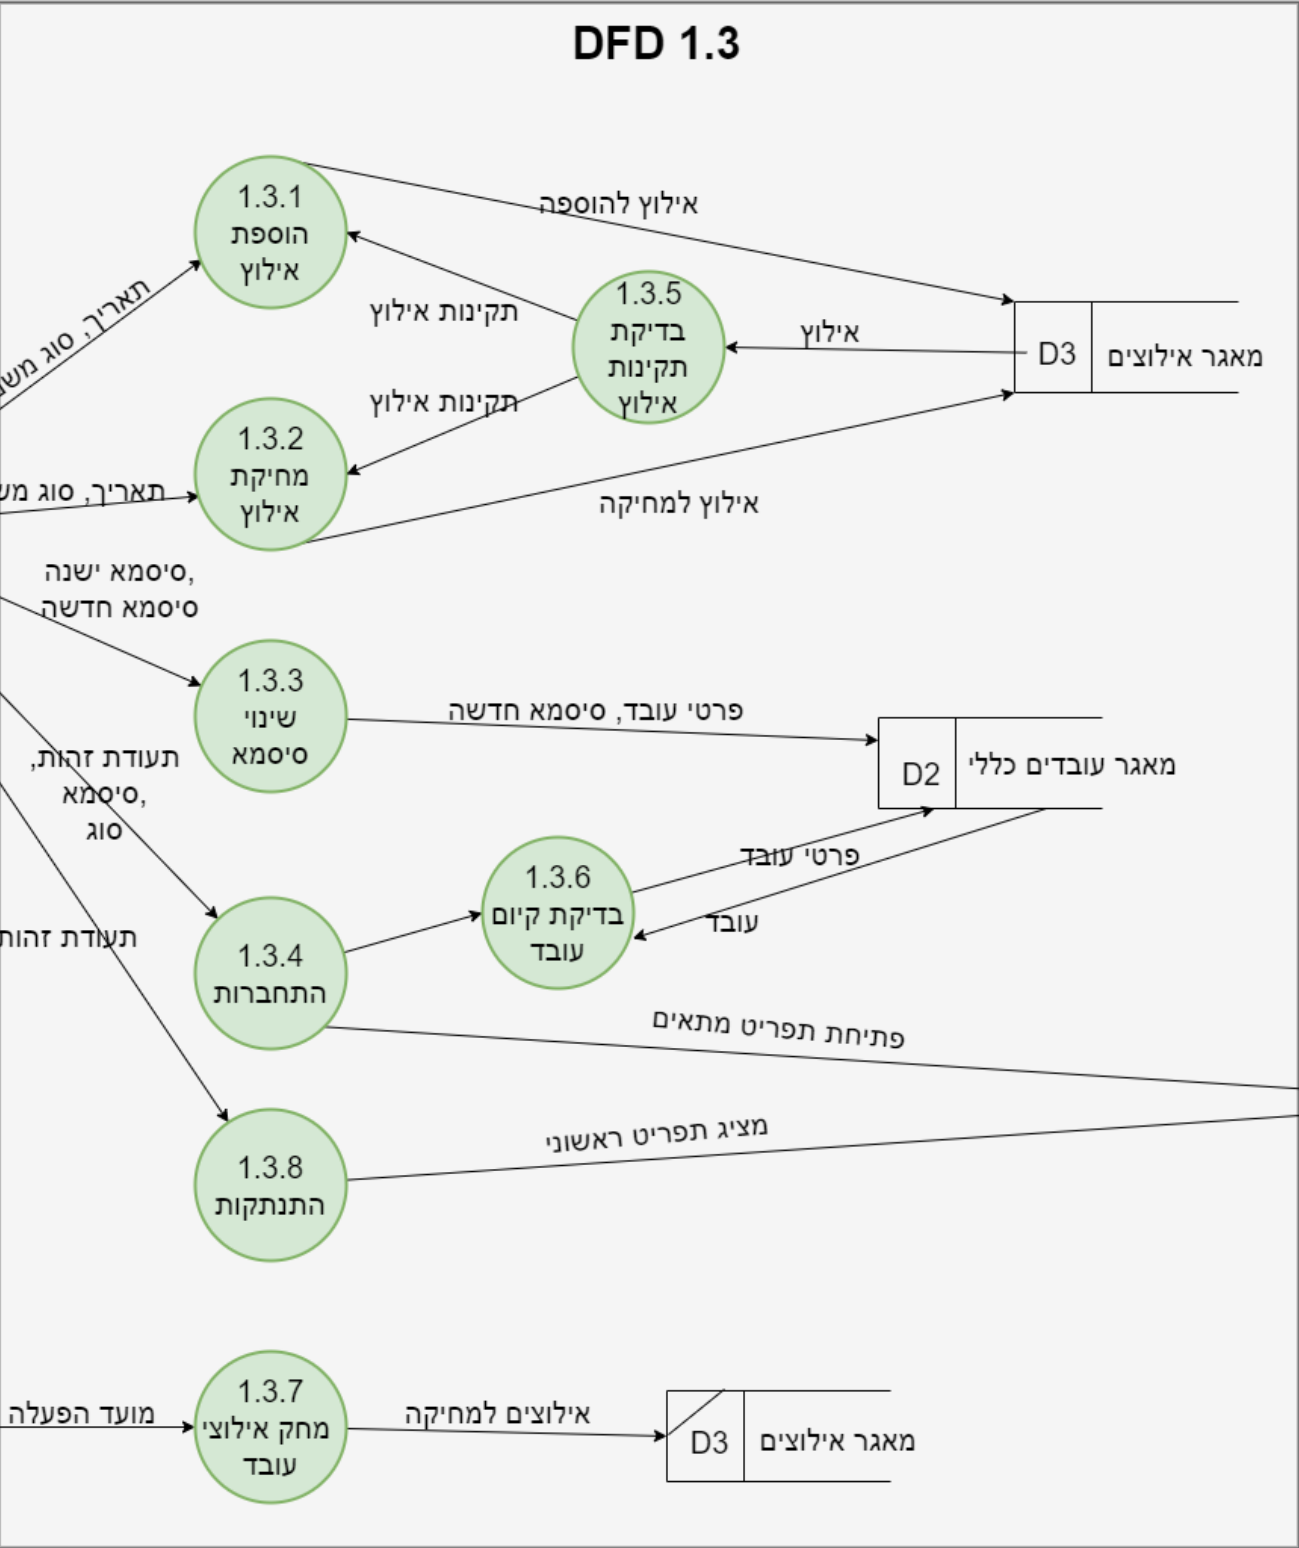 DFD 1.3
1.3.1
הוספת
אילוץ
אילוץ להוספה
תאריך, סוג
תקינות אילוץ
1.3.5
בדיקת
תקינות
אילוץ
אילוץ
D3
מאגר אילוצים
תקינות אילוץ
1.3.2
מחיקת
אילוץ
תאריך, סוג
אילוץ למחיקה
סיסמא ישנה,
סיסמא חדשה
1.3.3
שינוי
סיסמא
פרטי עובד, סיסמא חדשה
D2
מאגר עובדים כללי
תעודת זהות,
סיסמא,
סוג
פרטי עובד
1.3.6
בדיקת קיום
עובד
עובד
תעודת זהות
1.3.4
התחברות
פתיחת תפריט מתאים
מציג תפריט ראשוני
1.3.8
התנתקות
מועד הפעלה
1.3.7
מחק אילוצי
עובד
אילוצים למחיקה
D3
מאגר אילוצים